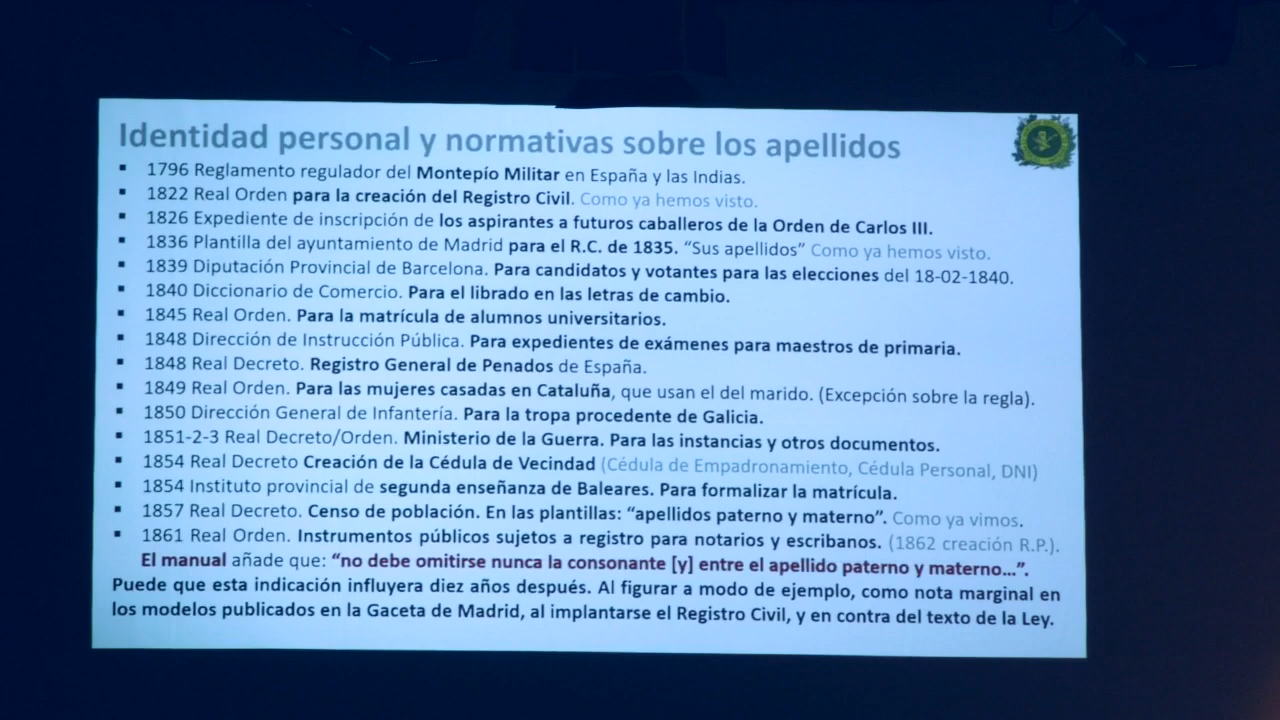 Identidad personal y normativas sobre los apellidos
▪ 1796 Reglamento regulador del Montepío Militar en España y las Indias.
▪ 1822 Real Orden para la creación del Registro Civil. Como ya hemos visto.
▪ 1826 Expediente de inscripción de los aspirantes a futuros caballeros de la Orden de Carlos III.
▪ 1836 Plantilla del ayuntamiento de Madrid para el R.C. de 1835. “Sus apellidos” Como ya hemos visto.
▪ 1839 Diputación Provincial de Barcelona. Para candidatos y votantes para las elecciones del 18-02-1840.
▪ 1840 Diccionario de Comercio. Para el librado en las letras de cambio.
▪ 1845 Real Orden. Para la matrícula de alumnos universitarios.
▪ 1848 Dirección de Instrucción Pública. Para expedientes de exámenes para maestros de primaria.
▪ 1848 Real Decreto. Registro General de Penados de España.
▪ 1849 Real Orden. Para las mujeres casadas en Cataluña, que usan el del marido. (Excepción sobre la regla).
▪ 1850 Dirección General de Infantería. Para la tropa procedente de Galicia.
▪ 1851-2-3 Real Decreto/Orden. Ministerio de la Guerra. Para las instancias y otros documentos.
▪ 1854 Real Decreto Creación de la Cédula de Vecindad (Cédula de Empadronamiento, Cédula Personal, DNI)
▪ 1854 Instituto provincial de segunda enseñanza de Baleares. Para formalizar la matrícula.
▪ 1857 Real Decreto. Censo de población. En las plantillas: “apellidos paterno y materno”. Como ya vimos.
▪ 1861 Real Orden. Instrumentos públicos sujetos a registro para notarios y escribanos. (1862 creación R.P.).
El manual añade que: “no debe omitirse nunca la consonante [y] entre el apellido paterno y materno…”.
Puede que esta indicación influyera diez años después. Al figurar a modo de ejemplo, como nota marginal en
los modelos publicados en la Gaceta de Madrid, al implantarse el Registro Civil, y en contra del texto de la Ley.